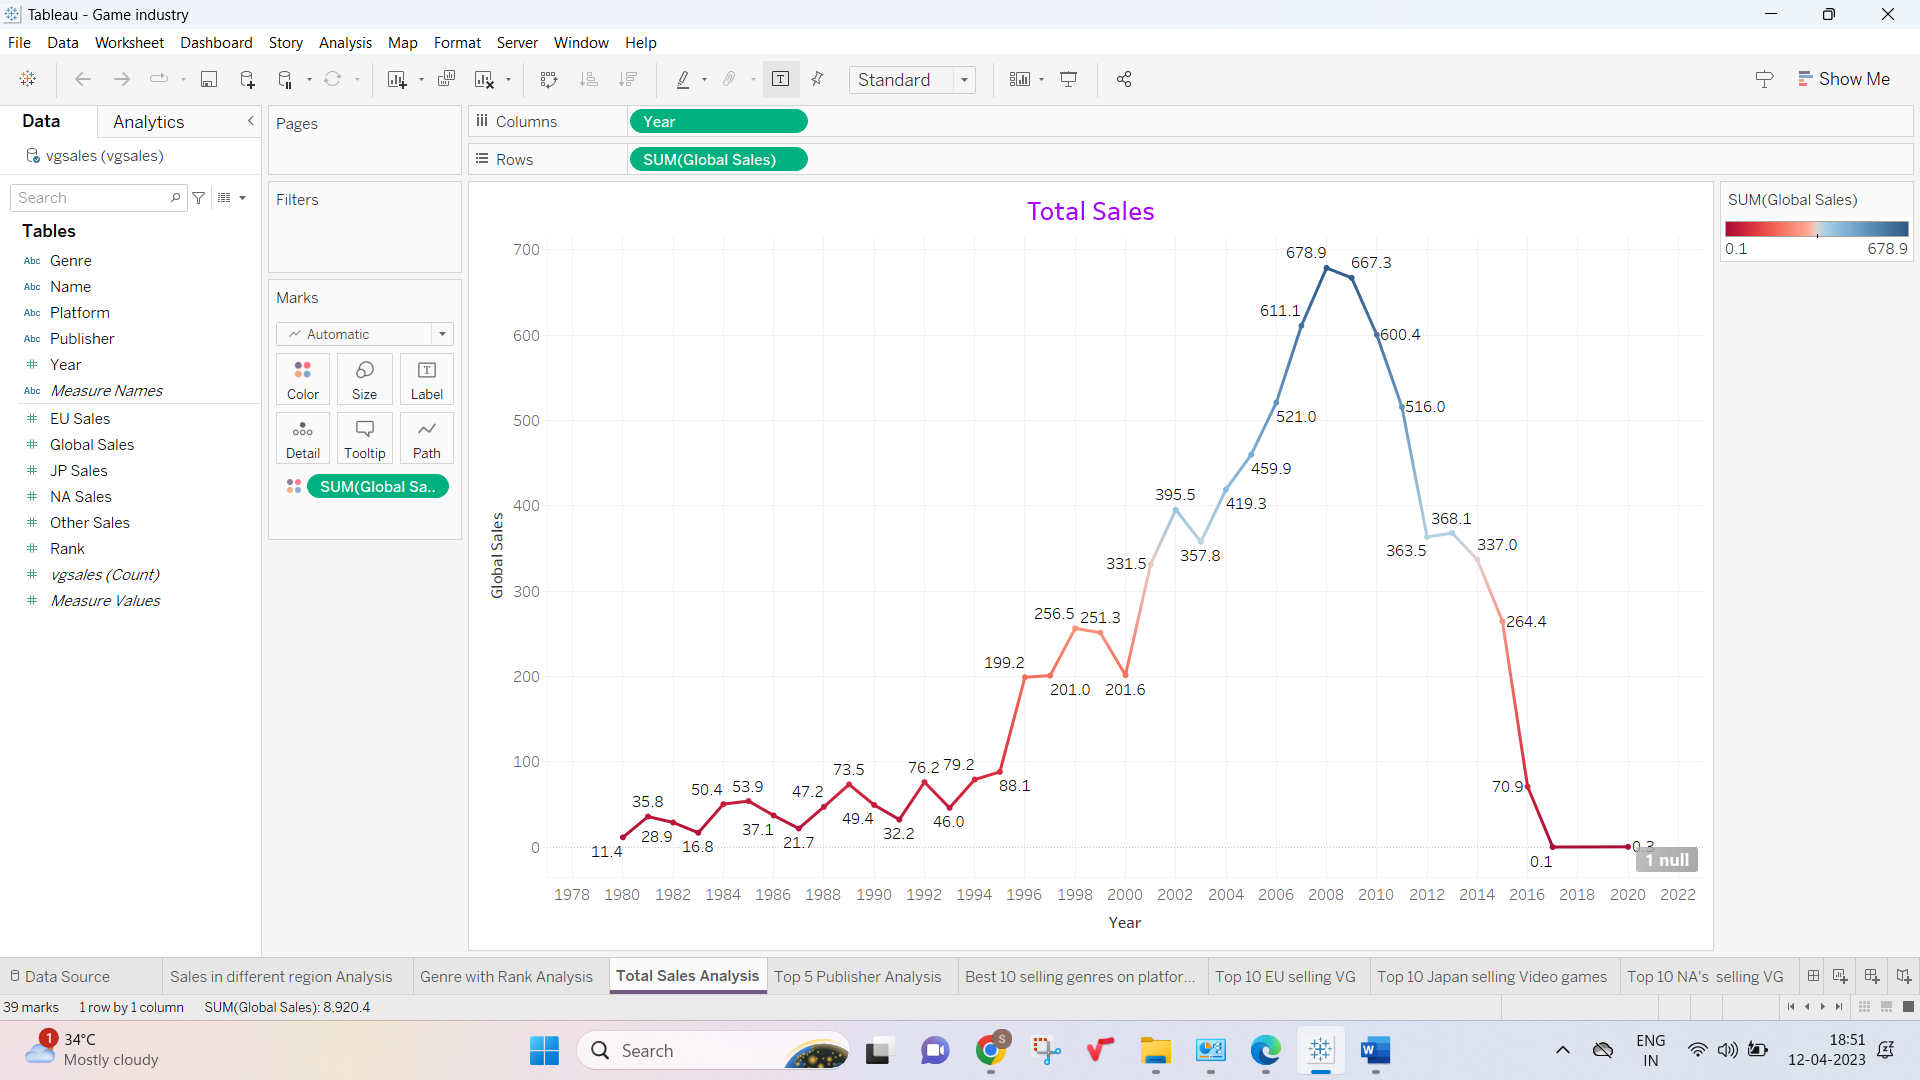 Tableau - Game industry
File Data Worksheet Dashboard Story Analysis Map Format Server Window Help
Standard
Show Me
Data
Analytics
vgsales (vgsales)
Search
Tables
Abc Genre
Abc Name
Abc Platform
Abc Publisher
# Year
Abc Measure Names
# EU Sales
# Global Sales
# JP Sales
# NA Sales
# Other Sales
# Rank
# vgsales (Count)
# Measure Values
Pages
Filters
Marks
Automatic
Color Size Label
Detail Tooltip Path
SUM(Global Sa..
Columns Year
Rows SUM(Global Sales)
Total Sales
SUM(Global Sales)
0.1 678.9
Global Sales
700
600
500
400
300
200
100
0
11.4
35.8
28.9
16.8
50.4
53.9
37.1
21.7
47.2
73.5
49.4
32.2
76.2
46.0
79.2
88.1
199.2
201.0
256.5
251.3
201.6
331.5
395.5
357.8
419.3
459.9
521.0
611.1
678.9
667.3
600.4
516.0
363.5
368.1
337.0
264.4
70.9
0.1
0.3
1 null
1978 1980 1982 1984 1986 1988 1990 1992 1994 1996 1998 2000 2002 2004 2006 2008 2010 2012 2014 2016 2018 2020 2022
Year
Data Source Sales in different region Analysis Genre with Rank Analysis Total Sales Analysis Top 5 Publisher Analysis Best 10 selling genres on platfor... Top 10 EU selling VG Top 10 Japan selling Video games Top 10 NA's selling VG
39 marks 1 row by 1 column SUM(Global Sales): 8,920.4
1
34°C
Mostly cloudy
Search
S
W
ENG
IN
18:51
12-04-2023